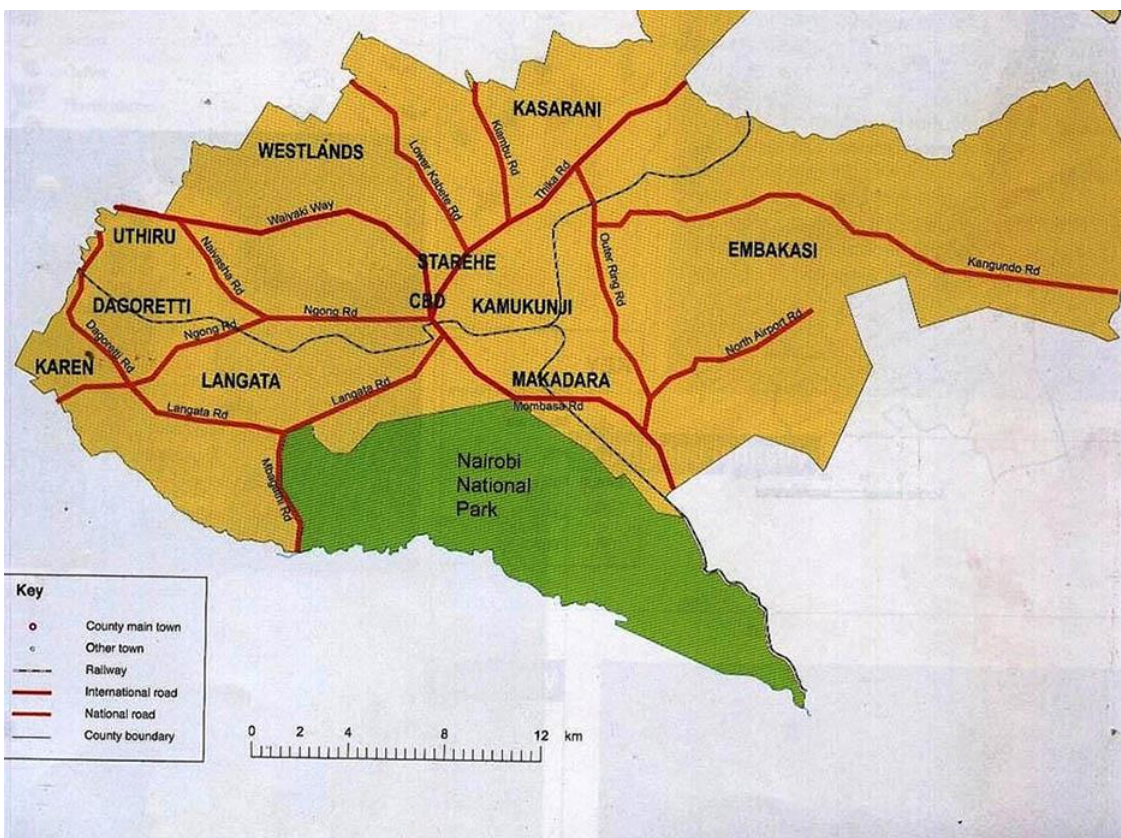 KASARANI
WESTLANDS
Lower Kabete Rd
Kiambu Rd
Thika Rd
Waiyaki Way
UTHIRU
Naivasha Rd
STAREHE
EMBAKASI
Outer Ring Rd
Kangundo Rd
CBD
KAMUKUNJI
DAGORETTI
Ngong Rd
Ngong Rd
North Airport Rd
Dagoretti Rd
KAREN
LANGATA
Langata Rd
MAKADARA
Mombasa Rd
Langata Rd
Mbagathi Rd
Nairobi
National
Park
Key
County main town
Other town
Railway
International road
National road
County boundary
0 2 4 8 12 km